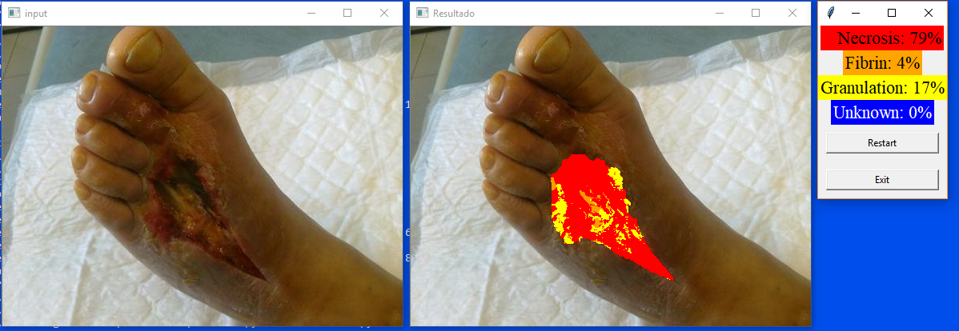 input
Resultado
Necrosis: 79%
Fibrin: 4%
Granulation: 17%
Unknown: 0%
Restart
Exit